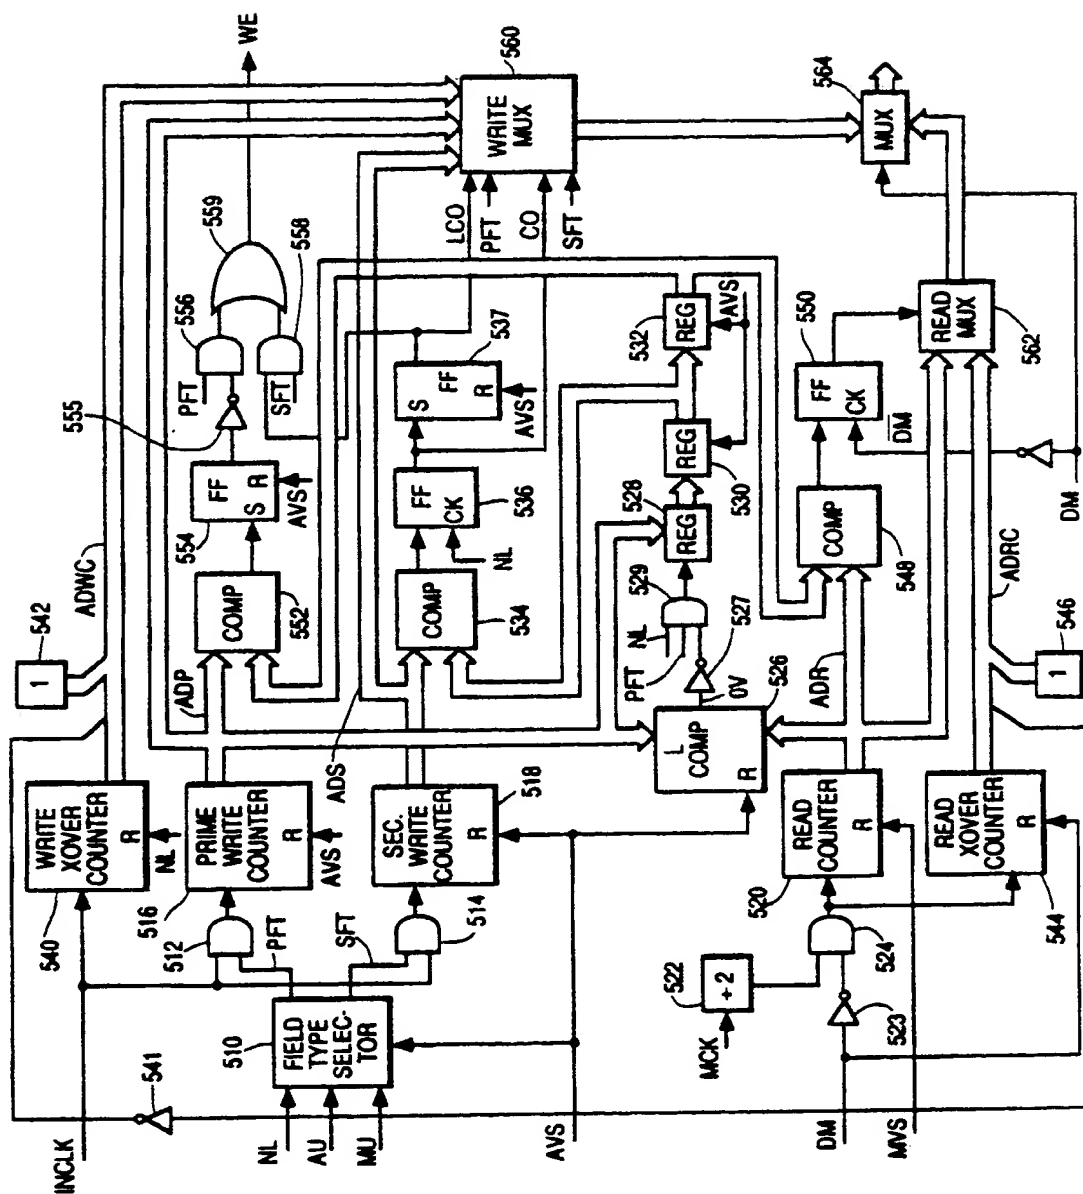 INCLK
541
NL
AU
MU
510
FIELD
TYPE
SELEC-
TOR
AVS
DM
MVS
540
WRITE
XOVER
COUNTER
R
NL
542
1
ADWC
512
PFT
SFT
514
516
PRIME
WRITE
COUNTER
R
AVS
ADP
SEC.
WRITE
COUNTER
R
518
ADS
MCK
522
÷ 2
523
524
520
READ
COUNTER
R
READ
XOVER
COUNTER
R
544
546
1
ADRC
ADR
COMP
552
554
FF
S
R
AVS
555
PFT
556
SFT
558
559
WE
COMP
534
FF
CK
536
NL
S
FF
R
537
AVS
L
COMP
R
526
OV
527
NL
PFT
529
528
REG
REG
530
532
REG
AVS
COMP
548
FF
CK
550
DM
DM
READ
MUX
562
LCO
PFT
CO
SFT
WRITE
MUX
560
MUX
564